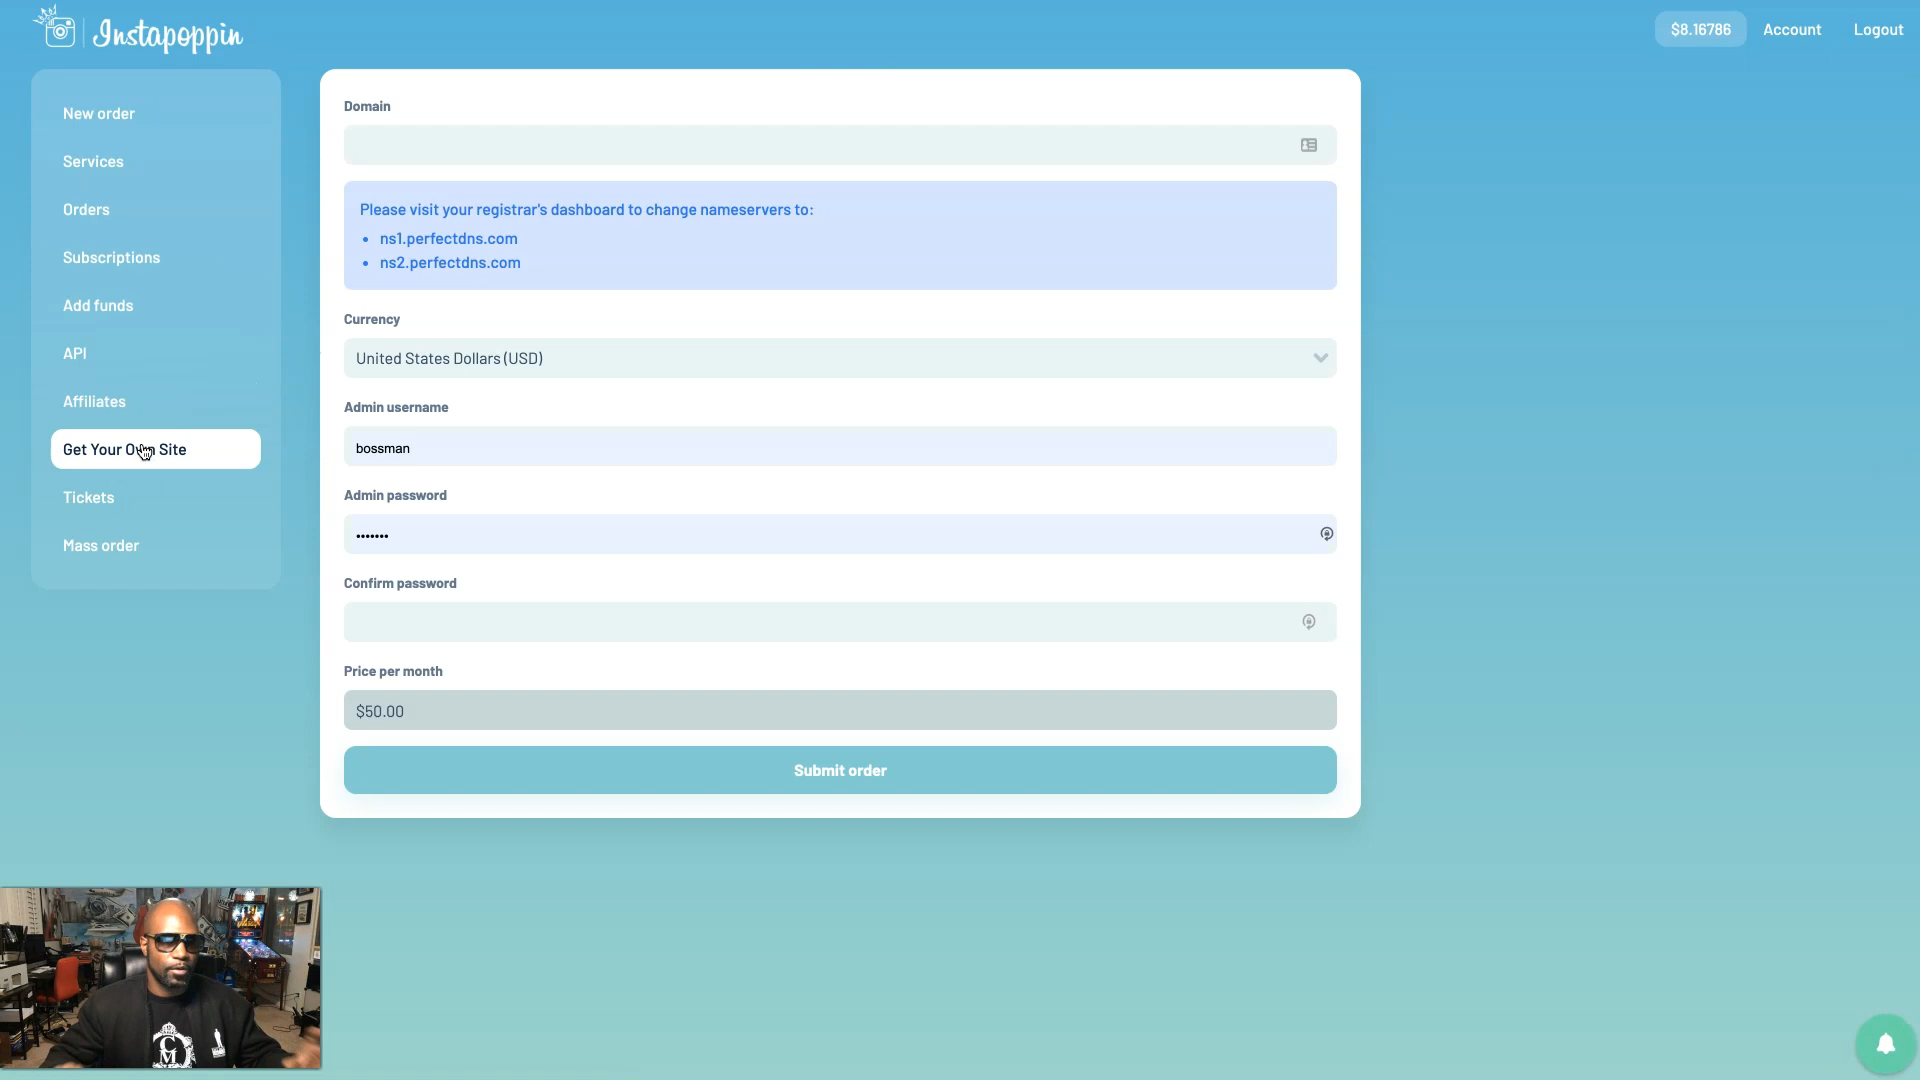 Instapoppin
$8.16786
Account
Logout
New order
Services
Orders
Subscriptions
Add funds
API
Affiliates
Get Your Own Site
Tickets
Mass order
Domain
Please visit your registrar's dashboard to change nameservers to:
• ns1.perfectdns.com
• ns2.perfectdns.com
Currency
United States Dollars (USD)
Admin username
bossman
Admin password
•••••••
Confirm password
Price per month
$50.00
Submit order
C
M